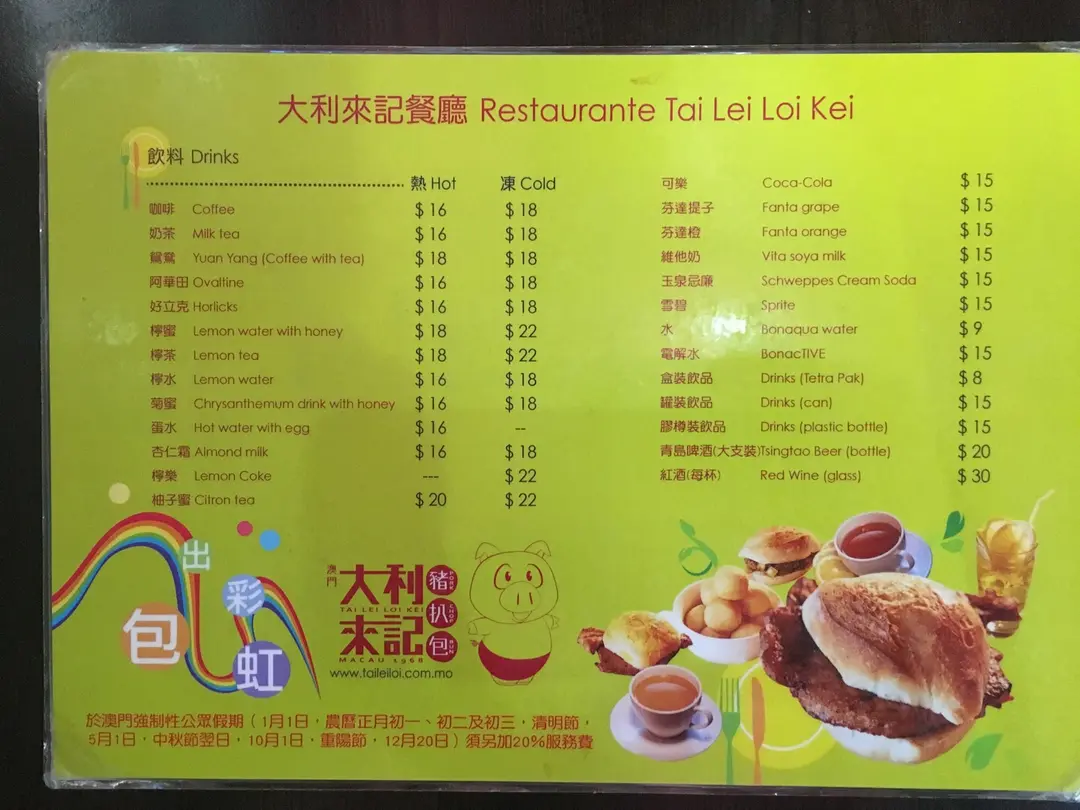 大利來記餐廳 Restaurante Tai Lei Loi Kei
飲料 Drinks
熱 Hot 凍 Cold
咖啡 Coffee $ 16 $ 18
奶茶 Milk tea $ 16 $ 18
鴛鴦 Yuan Yang (Coffee with tea) $ 18 $ 18
阿華田 Ovaltine $ 16 $ 18
好立克 Horlicks $ 16 $ 18
檸蜜 Lemon water with honey $ 18 $ 22
檸茶 Lemon tea $ 18 $ 22
檸水 Lemon water $ 16 $ 18
菊蜜 Chrysanthemum drink with honey $ 16 $ 18
蛋水 Hot water with egg $ 16 --
杏仁霜 Almond milk $ 16 $ 18
檸樂 Lemon Coke --- $ 22
柚子蜜 Citron tea $ 20 $ 22
可樂 Coca-Cola $ 15
芬達提子 Fanta grape $ 15
芬達橙 Fanta orange $ 15
維他奶 Vita soya milk $ 15
玉泉忌廉 Schweppes Cream Soda $ 15
雪碧 Sprite $ 15
水 Bonaqua water $ 9
電解水 BonacTIVE $ 15
盒裝飲品 Drinks (Tetra Pak) $ 8
罐裝飲品 Drinks (can) $ 15
膠樽裝飲品 Drinks (plastic bottle) $ 15
青島啤酒(大支裝)Tsingtao Beer (bottle) $ 20
紅酒(每杯) Red Wine (glass) $ 30
包出彩虹
澳門
大利
TAI LEI LOI KEI
來記
MACAU 1968
豬扒包
PORK CHOP BUN
www.taileiloi.com.mo
於澳門強制性公眾假期（1月1日，農曆正月初一、初二及初三，清明節，
5月1日，中秋節翌日，10月1日，重陽節，12月20日）須另加20%服務費